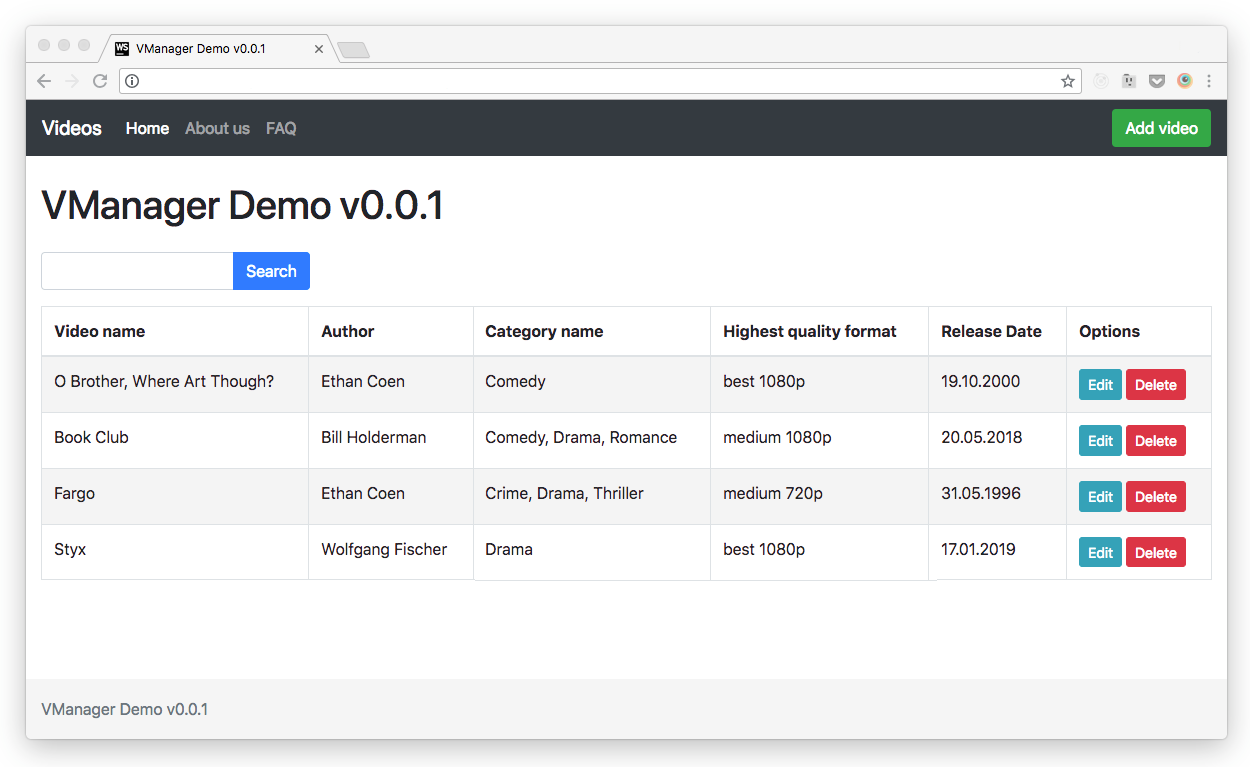 WS VManager Demo v0.0.1
Videos Home About us FAQ Add video
VManager Demo v0.0.1
Search
Video name Author Category name Highest quality format Release Date Options
O Brother, Where Art Though? Ethan Coen Comedy best 1080p 19.10.2000 Edit Delete
Book Club Bill Holderman Comedy, Drama, Romance medium 1080p 20.05.2018 Edit Delete
Fargo Ethan Coen Crime, Drama, Thriller medium 720p 31.05.1996 Edit Delete
Styx Wolfgang Fischer Drama best 1080p 17.01.2019 Edit Delete
VManager Demo v0.0.1